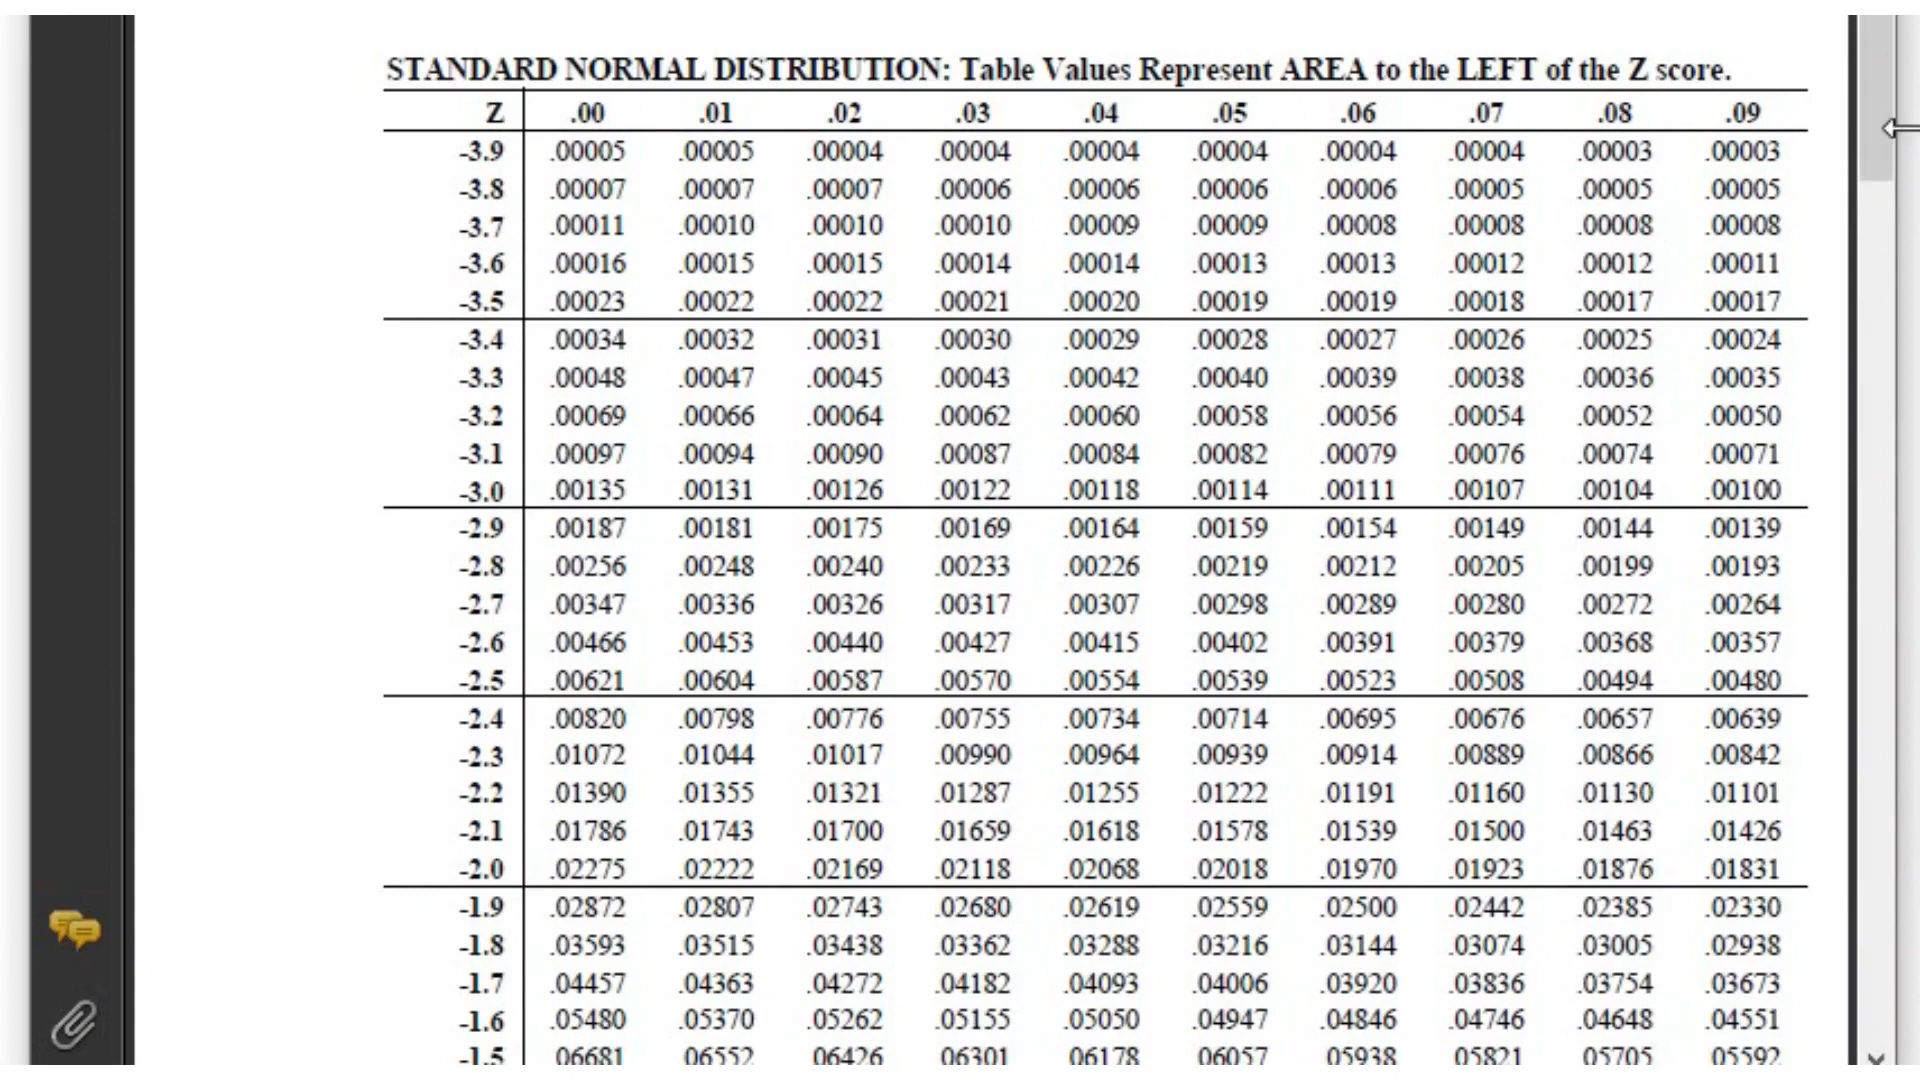 STANDARD NORMAL DISTRIBUTION: Table Values Represent AREA to the LEFT of the Z score.
Z .00 .01 .02 .03 .04 .05 .06 .07 .08 .09
-3.9 .00005 .00005 .00004 .00004 .00004 .00004 .00004 .00004 .00003 .00003
-3.8 .00007 .00007 .00007 .00006 .00006 .00006 .00006 .00005 .00005 .00005
-3.7 .00011 .00010 .00010 .00010 .00009 .00009 .00008 .00008 .00008 .00008
-3.6 .00016 .00015 .00015 .00014 .00014 .00013 .00013 .00012 .00012 .00011
-3.5 .00023 .00022 .00022 .00021 .00020 .00019 .00019 .00018 .00017 .00017
-3.4 .00034 .00032 .00031 .00030 .00029 .00028 .00027 .00026 .00025 .00024
-3.3 .00048 .00047 .00045 .00043 .00042 .00040 .00039 .00038 .00036 .00035
-3.2 .00069 .00066 .00064 .00062 .00060 .00058 .00056 .00054 .00052 .00050
-3.1 .00097 .00094 .00090 .00087 .00084 .00082 .00079 .00076 .00074 .00071
-3.0 .00135 .00131 .00126 .00122 .00118 .00114 .00111 .00107 .00104 .00100
-2.9 .00187 .00181 .00175 .00169 .00164 .00159 .00154 .00149 .00144 .00139
-2.8 .00256 .00248 .00240 .00233 .00226 .00219 .00212 .00205 .00199 .00193
-2.7 .00347 .00336 .00326 .00317 .00307 .00298 .00289 .00280 .00272 .00264
-2.6 .00466 .00453 .00440 .00427 .00415 .00402 .00391 .00379 .00368 .00357
-2.5 .00621 .00604 .00587 .00570 .00554 .00539 .00523 .00508 .00494 .00480
-2.4 .00820 .00798 .00776 .00755 .00734 .00714 .00695 .00676 .00657 .00639
-2.3 .01072 .01044 .01017 .00990 .00964 .00939 .00914 .00889 .00866 .00842
-2.2 .01390 .01355 .01321 .01287 .01255 .01222 .01191 .01160 .01130 .01101
-2.1 .01786 .01743 .01700 .01659 .01618 .01578 .01539 .01500 .01463 .01426
-2.0 .02275 .02222 .02169 .02118 .02068 .02018 .01970 .01923 .01876 .01831
-1.9 .02872 .02807 .02743 .02680 .02619 .02559 .02500 .02442 .02385 .02330
-1.8 .03593 .03515 .03438 .03362 .03288 .03216 .03144 .03074 .03005 .02938
-1.7 .04457 .04363 .04272 .04182 .04093 .04006 .03920 .03836 .03754 .03673
-1.6 .05480 .05370 .05262 .05155 .05050 .04947 .04846 .04746 .04648 .04551
-1.5 06681 06552 06426 06301 06178 06057 05938 05821 05705 05592